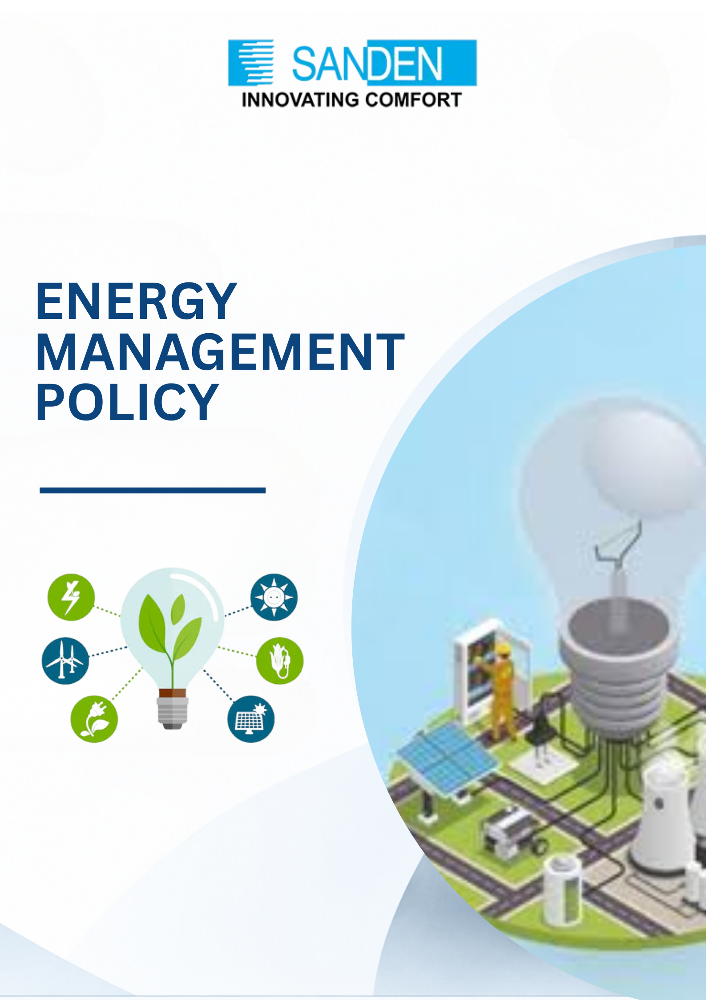 SANDEN
INNOVATING COMFORT
ENERGY
MANAGEMENT
POLICY